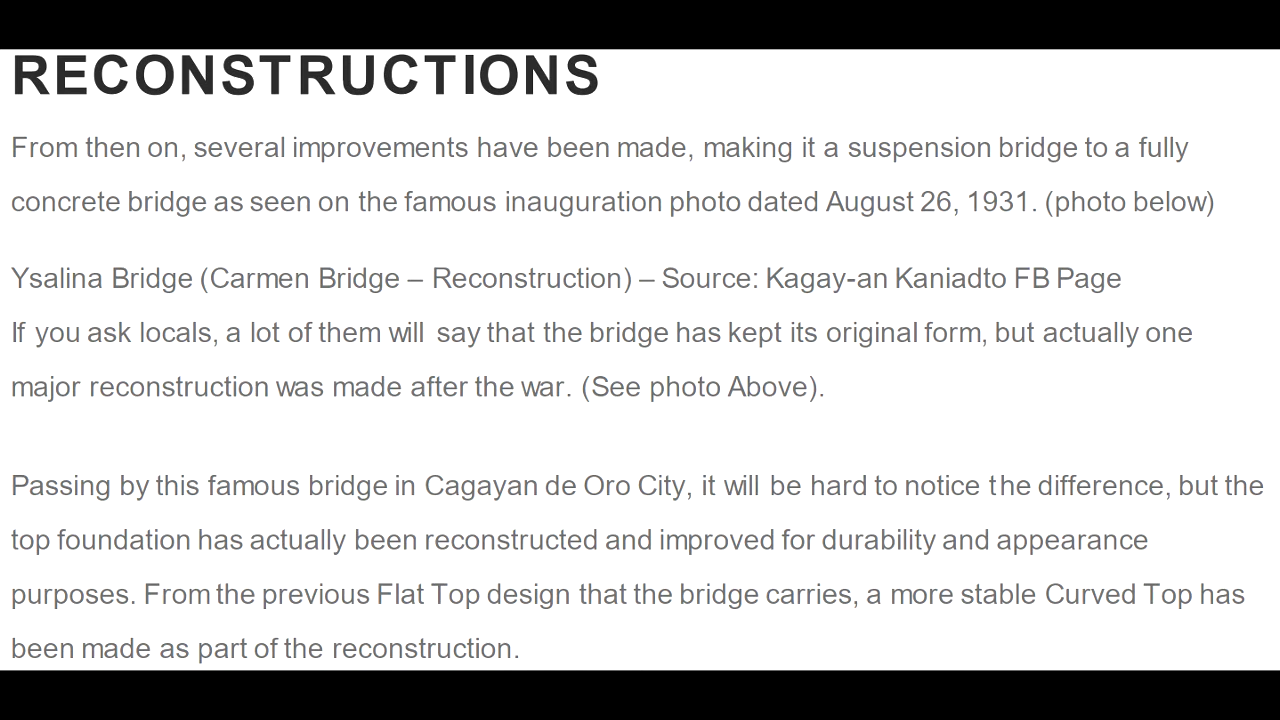 RECONSTRUCTIONS
From then on, several improvements have been made, making it a suspension bridge to a fully
concrete bridge as seen on the famous inauguration photo dated August 26, 1931. (photo below)
Ysalina Bridge (Carmen Bridge – Reconstruction) – Source: Kagay-an Kaniadto FB Page
If you ask locals, a lot of them will say that the bridge has kept its original form, but actually one
major reconstruction was made after the war. (See photo Above).
Passing by this famous bridge in Cagayan de Oro City, it will be hard to notice the difference, but the
top foundation has actually been reconstructed and improved for durability and appearance
purposes. From the previous Flat Top design that the bridge carries, a more stable Curved Top has
been made as part of the reconstruction.